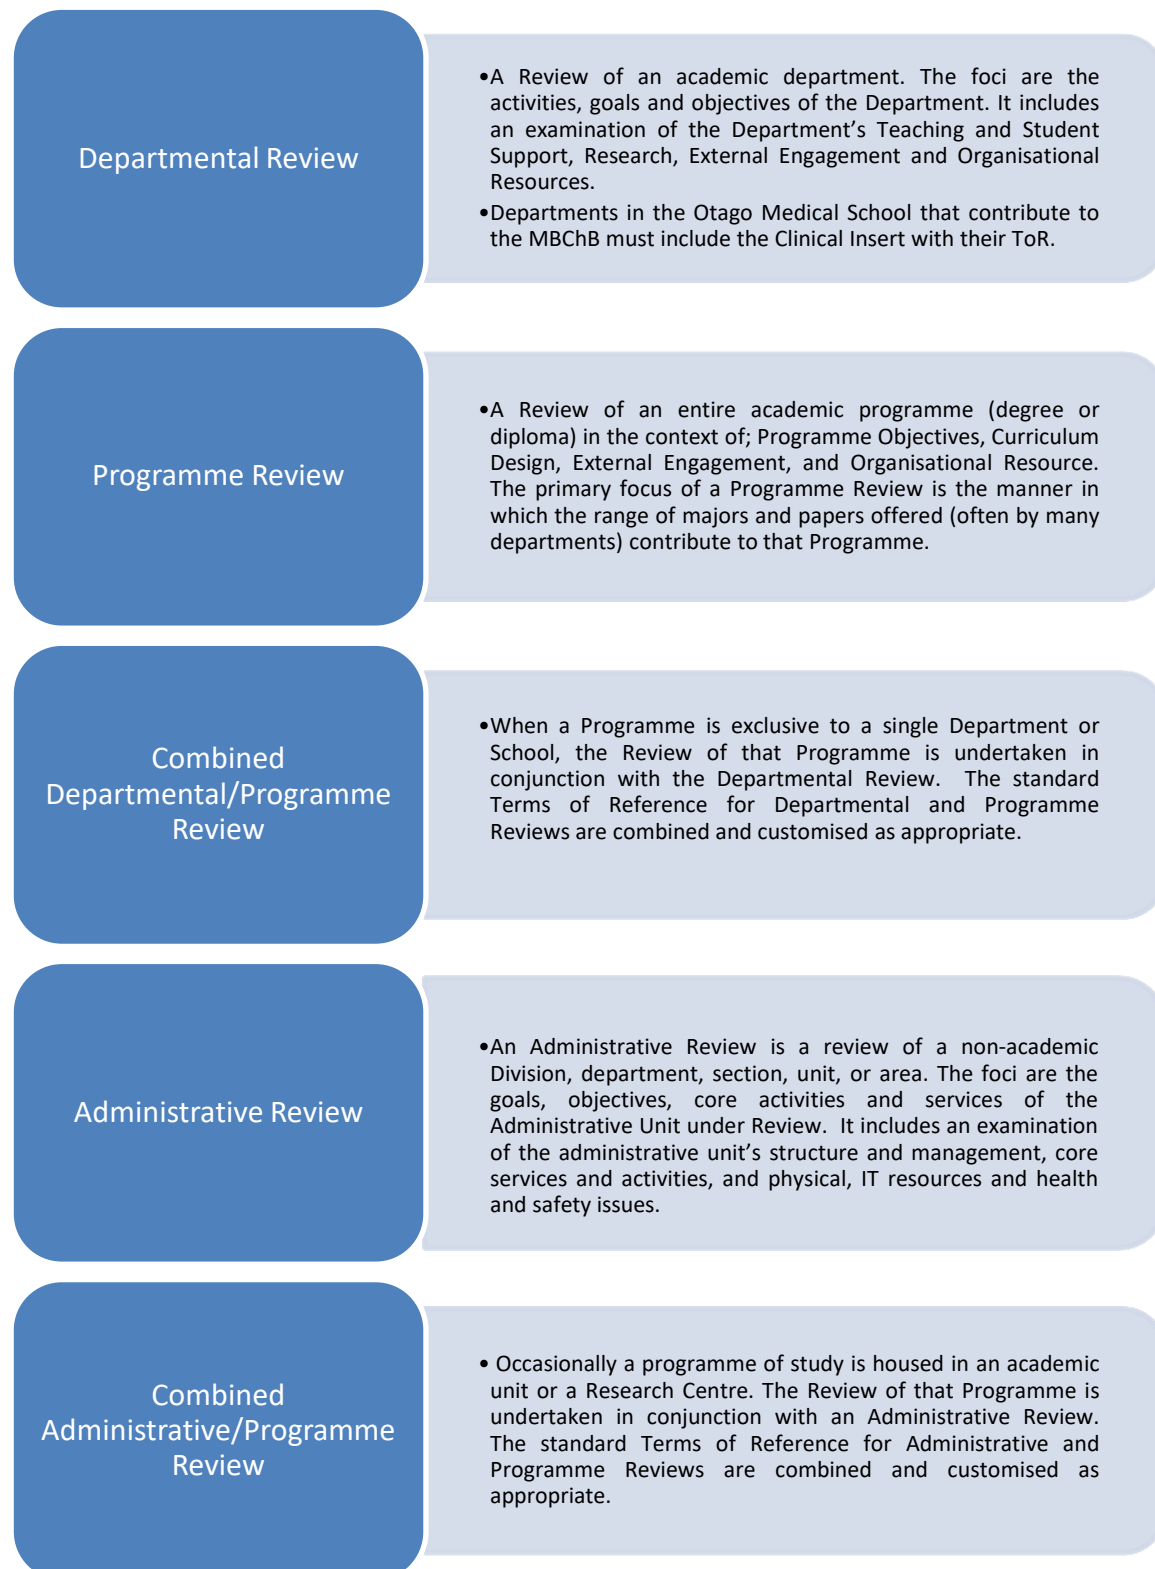 Departmental Review
•A Review of an academic department. The foci are the
activities, goals and objectives of the Department. It includes
an examination of the Department’s Teaching and Student
Support, Research, External Engagement and Organisational
Resources.
•Departments in the Otago Medical School that contribute to
the MBChB must include the Clinical Insert with their ToR.
Programme Review
•A Review of an entire academic programme (degree or
diploma) in the context of; Programme Objectives, Curriculum
Design, External Engagement, and Organisational Resource.
The primary focus of a Programme Review is the manner in
which the range of majors and papers offered (often by many
departments) contribute to that Programme.
Combined
Departmental/Programme
Review
•When a Programme is exclusive to a single Department or
School, the Review of that Programme is undertaken in
conjunction with the Departmental Review. The standard
Terms of Reference for Departmental and Programme
Reviews are combined and customised as appropriate.
Administrative Review
•An Administrative Review is a review of a non-academic
Division, department, section, unit, or area. The foci are the
goals, objectives, core activities and services of the
Administrative Unit under Review. It includes an examination
of the administrative unit’s structure and management, core
services and activities, and physical, IT resources and health
and safety issues.
Combined
Administrative/Programme
Review
• Occasionally a programme of study is housed in an academic
unit or a Research Centre. The Review of that Programme is
undertaken in conjunction with an Administrative Review.
The standard Terms of Reference for Administrative and
Programme Reviews are combined and customised as
appropriate.